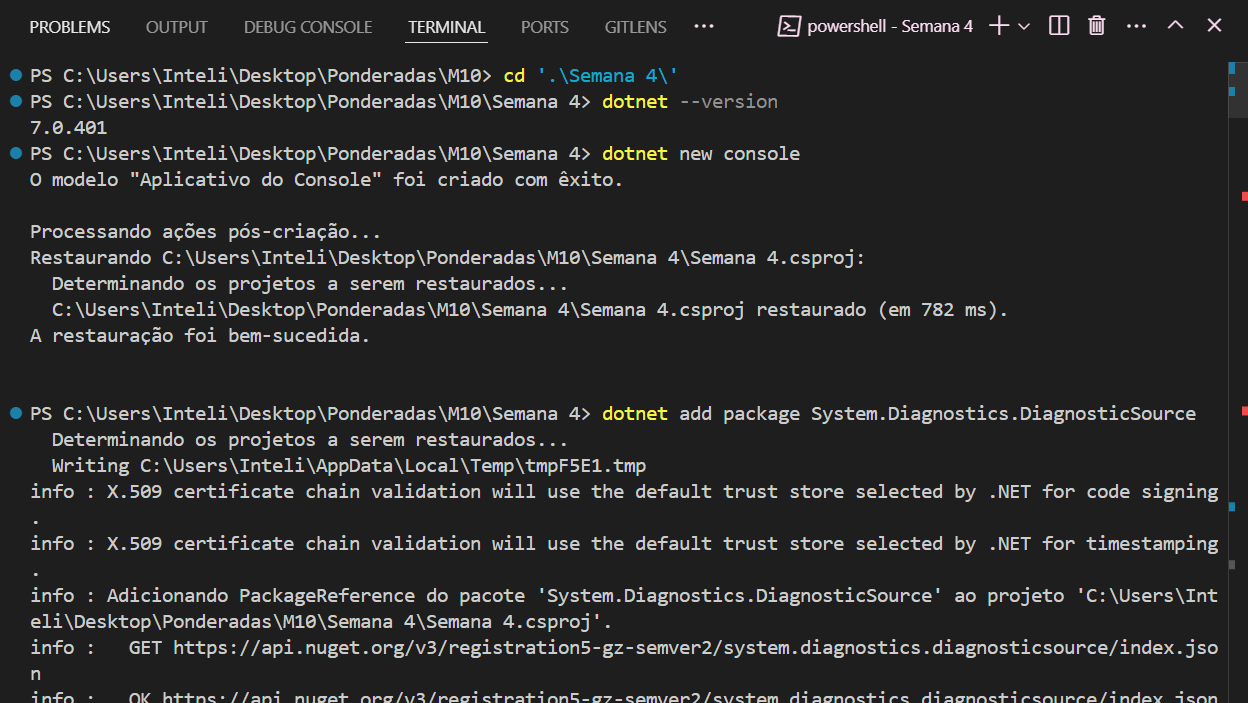 PROBLEMS OUTPUT DEBUG CONSOLE TERMINAL PORTS GITLENS ... powershell - Semana 4
PS C:\Users\Inteli\Desktop\Ponderadas\M10> cd '.\Semana 4\'
PS C:\Users\Inteli\Desktop\Ponderadas\M10\Semana 4> dotnet --version
7.0.401
PS C:\Users\Inteli\Desktop\Ponderadas\M10\Semana 4> dotnet new console
O modelo "Aplicativo do Console" foi criado com êxito.
Processando ações pós-criação...
Restaurando C:\Users\Inteli\Desktop\Ponderadas\M10\Semana 4\Semana 4.csproj:
Determinando os projetos a serem restaurados...
C:\Users\Inteli\Desktop\Ponderadas\M10\Semana 4\Semana 4.csproj restaurado (em 782 ms).
A restauração foi bem-sucedida.
PS C:\Users\Inteli\Desktop\Ponderadas\M10\Semana 4> dotnet add package System.Diagnostics.DiagnosticSource
Determinando os projetos a serem restaurados...
Writing C:\Users\Inteli\AppData\Local\Temp\tmpF5E1.tmp
info : X.509 certificate chain validation will use the default trust store selected by .NET for code signing
.
info : X.509 certificate chain validation will use the default trust store selected by .NET for timestamping
.
info : Adicionando PackageReference do pacote 'System.Diagnostics.DiagnosticSource' ao projeto 'C:\Users\Int
eli\Desktop\Ponderadas\M10\Semana 4\Semana 4.csproj'.
info :   GET https://api.nuget.org/v3/registration5-gz-semver2/system.diagnostics.diagnosticsource/index.jso
n
info :   OK https://api.nuget.org/v3/registration5-gz-semver2/system.diagnostics.diagnosticsource/index.json